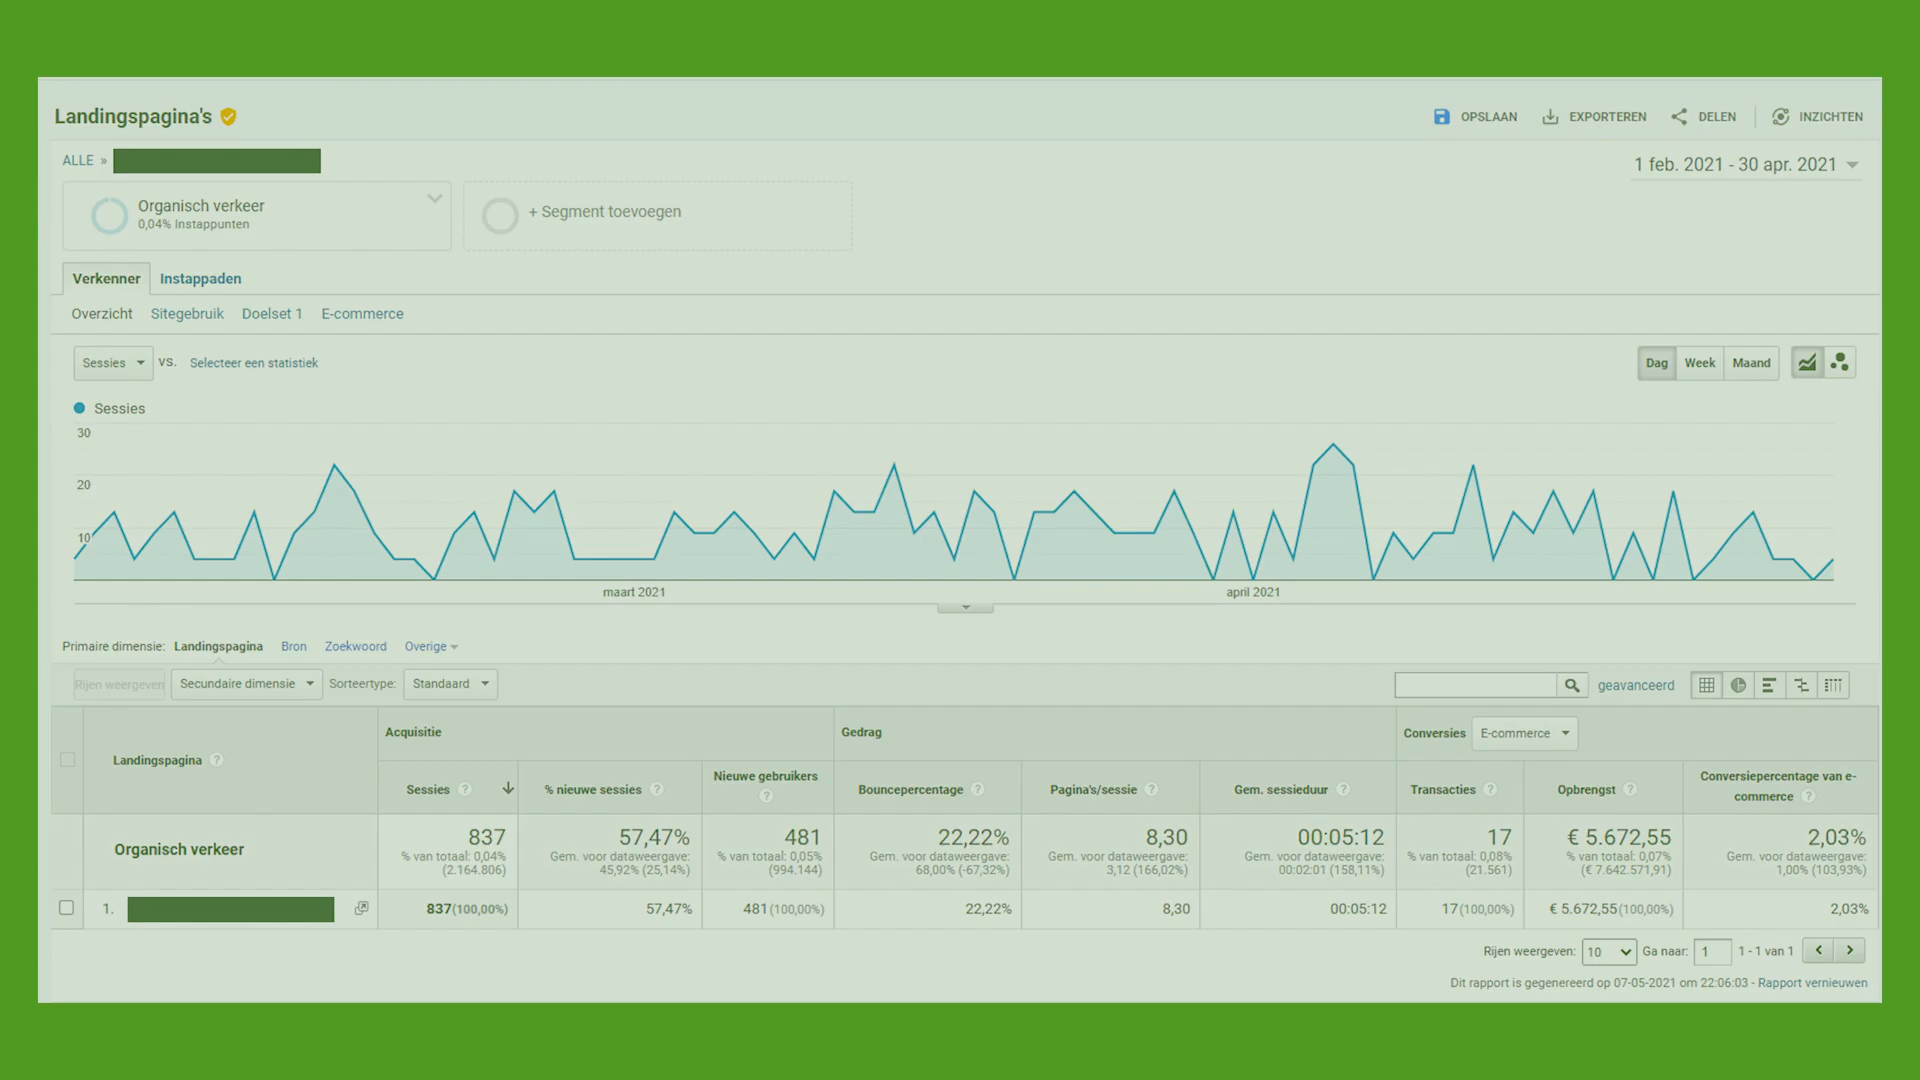 Landingspagina's
OPSLAAN EXPORTEREN DELEN INZICHTEN
ALLE »
1 feb. 2021 - 30 apr. 2021
Organisch verkeer
0,04% Instappunten
+ Segment toevoegen
Verkenner Instappaden
Overzicht Sitegebruik Doelset 1 E-commerce
Sessies vs. Selecteer een statistiek
Dag Week Maand
Sessies
30
20
10
maart 2021 april 2021
Primaire dimensie: Landingspagina Bron Zoekwoord Overige
Rijen weergeven Secundaire dimensie Sorteertype: Standaard
geavanceerd
Landingspagina ?
Acquisitie Gedrag Conversies E-commerce
Sessies ? % nieuwe sessies ? Nieuwe gebruikers ? Bouncepercentage ? Pagina's/sessie ? Gem. sessieduur ? Transacties ? Opbrengst ? Conversiepercentage van e-commerce ?
Organisch verkeer
837 57,47% 481 22,22% 8,30 00:05:12 17 € 5.672,55 2,03%
% van totaal: 0,04% Gem. voor dataweergave: % van totaal: 0,05% Gem. voor dataweergave: Gem. voor dataweergave: Gem. voor dataweergave: % van totaal: 0,08% % van totaal: 0,07% Gem. voor dataweergave:
(2.164.806) 45,92% (25,14%) (994.144) 68,00% (-67,32%) 3,12 (166,02%) 00:02:01 (158,11%) (21.561) (€ 7.642.571,91) 1,00% (103,93%)
1. 837(100,00%) 57,47% 481(100,00%) 22,22% 8,30 00:05:12 17(100,00%) € 5.672,55(100,00%) 2,03%
Rijen weergeven: 10 Ga naar: 1 1 - 1 van 1
Dit rapport is gegenereerd op 07-05-2021 om 22:06:03 - Rapport vernieuwen